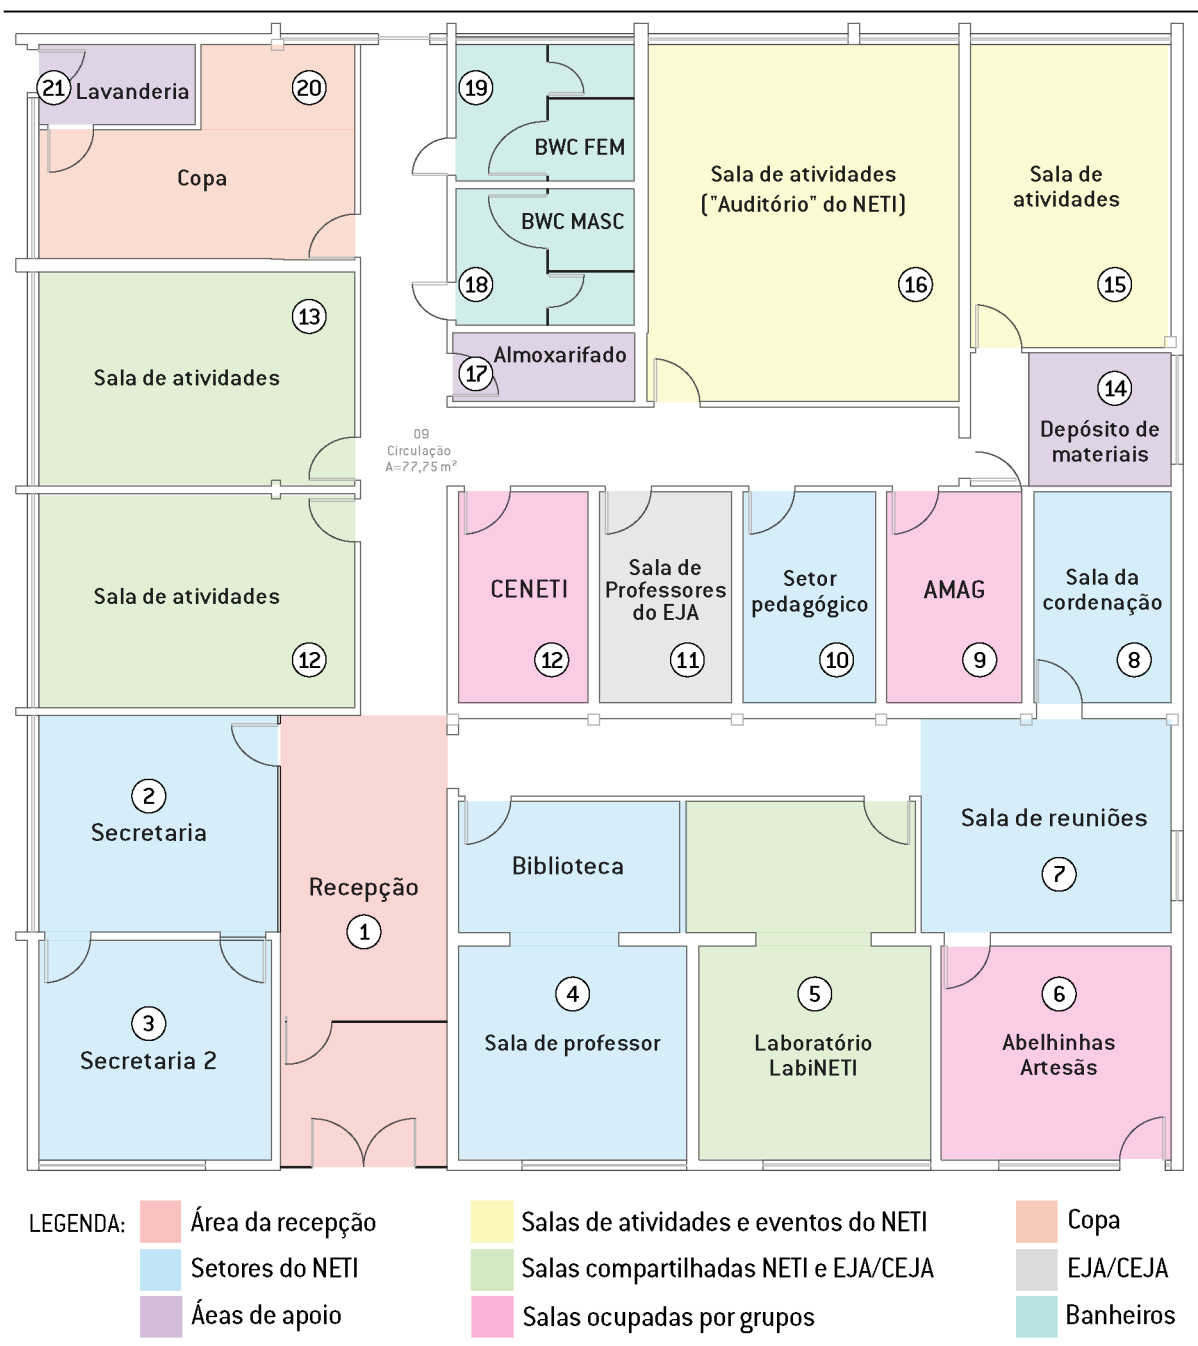 21 Lavanderia
20
Copa
19
BWC FEM
BWC MASC
18
Almoxarifado
17
Sala de atividades
("Auditório" do NETI)
16
Sala de
atividades
15
14
Depósito de
materiais
13
Sala de atividades
09
Circulação
A=77,75 m²
Sala de atividades
12
CENETI
12
Sala de
Professores
do EJA
11
Setor
pedagógico
10
AMAG
9
Sala da
cordenação
8
2
Secretaria
Recepção
1
Biblioteca
Sala de reuniões
7
3
Secretaria 2
4
Sala de professor
5
Laboratório
LabiNETI
6
Abelhinhas
Artesãs
LEGENDA:
Área da recepção
Setores do NETI
Áeas de apoio
Salas de atividades e eventos do NETI
Salas compartilhadas NETI e EJA/CEJA
Salas ocupadas por grupos
Copa
EJA/CEJA
Banheiros